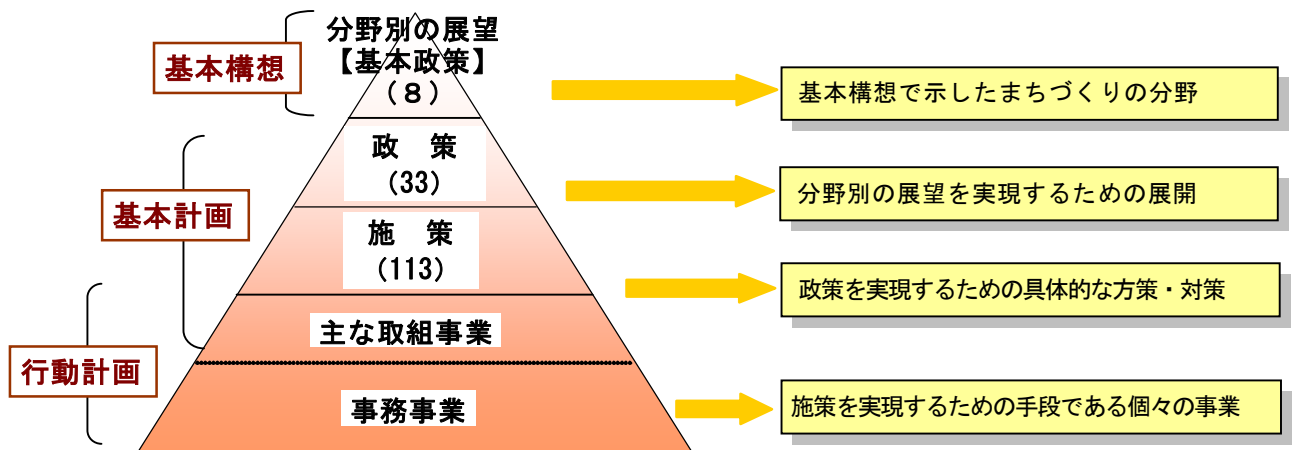 分野別の展望
【基本政策】
(8)
基本構想
基本構想で示したまちづくりの分野
政　策
(33)
分野別の展望を実現するための展開
基本計画
施　策
(113)
政策を実現するための具体的な方策・対策
主な取組事業
行動計画
事務事業
施策を実現するための手段である個々の事業